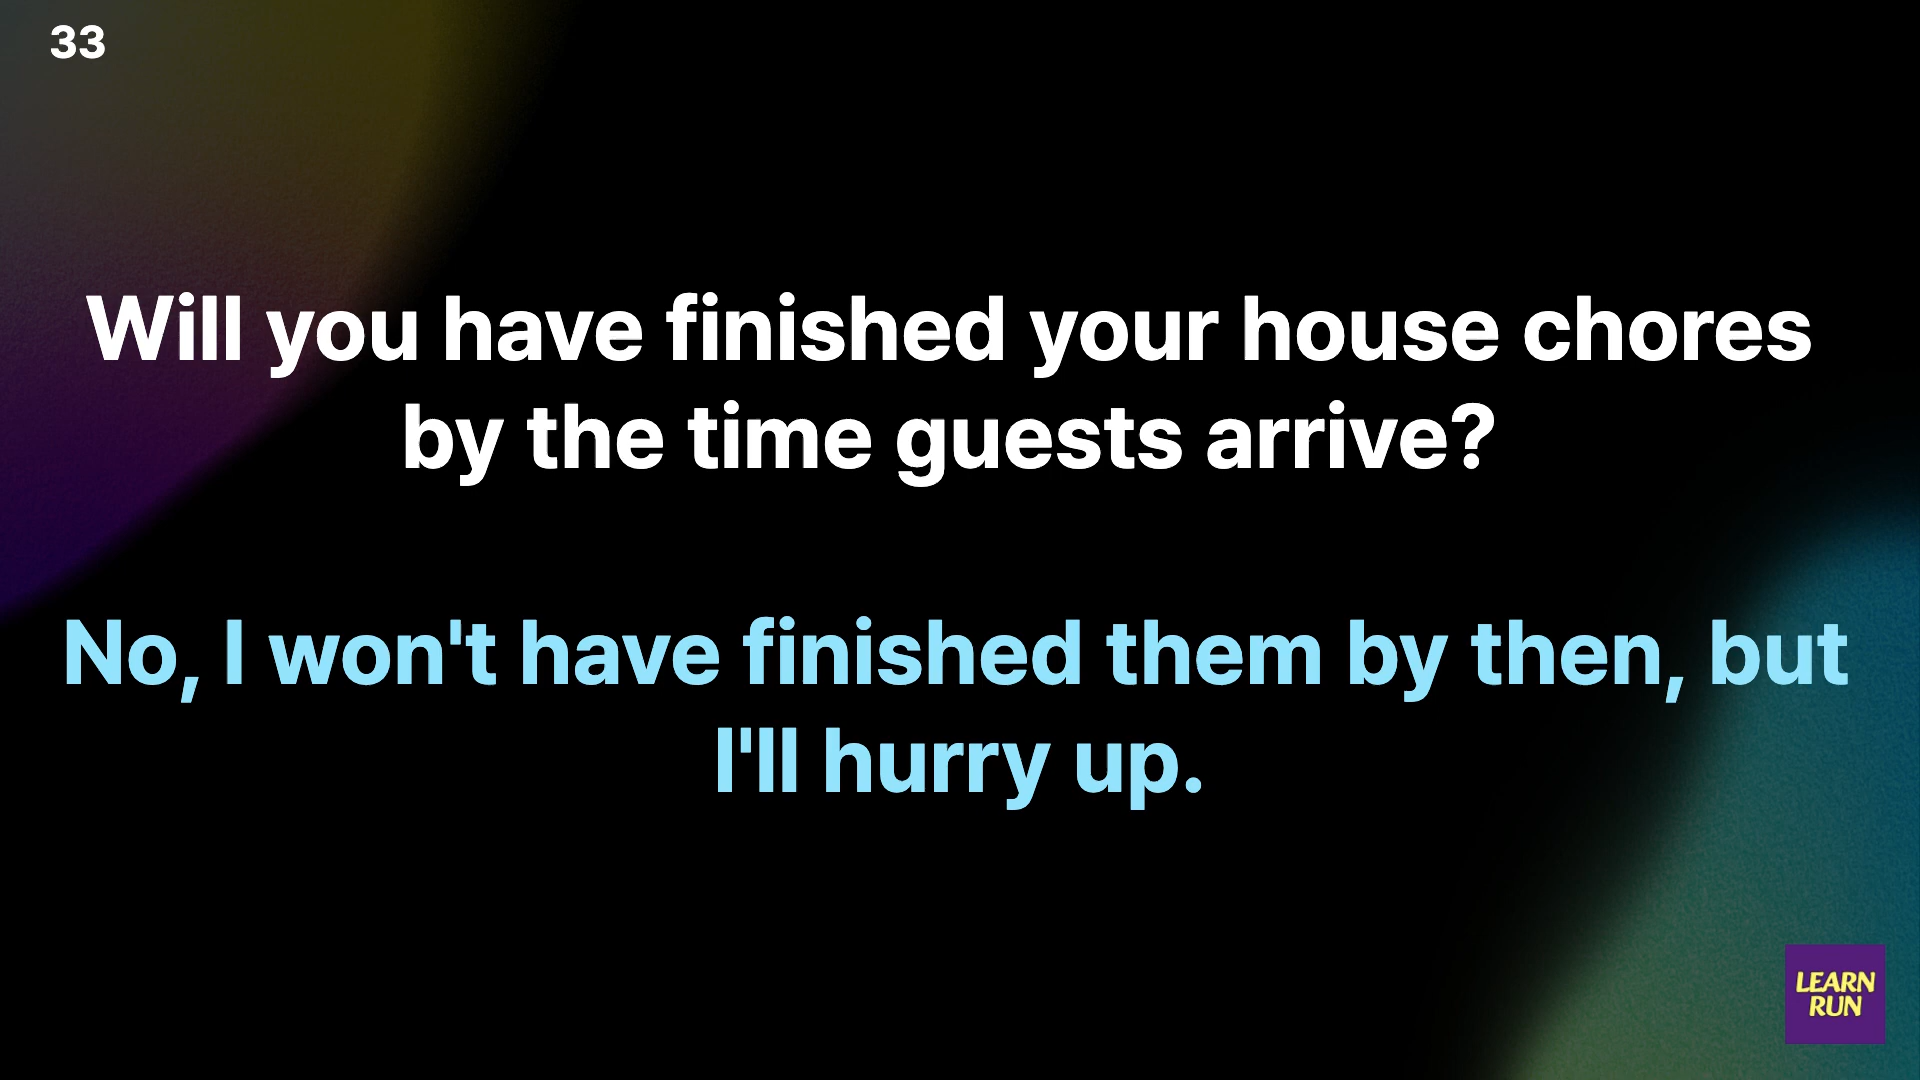 33
Will you have finished your house chores
by the time guests arrive?
No, I won't have finished them by then, but
I'll hurry up.
LEARN
RUN